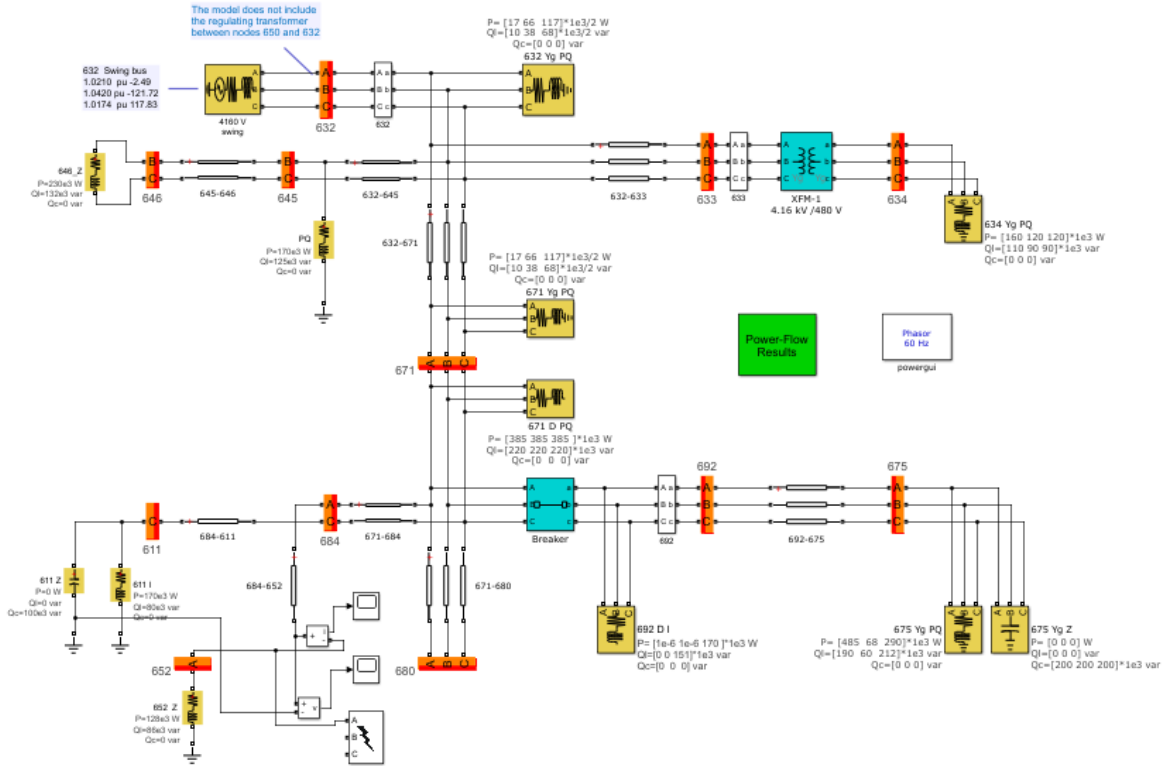 The model does not include
the regulating transformer
between nodes 650 and 632
P= [17 66 117]*1e3/2 W
Ql=[10 38 68]*1e3/2 var
Qc=[0 0 0] var
632 Yg PQ
A
B
C
632 Swing bus
1.0210 pu -2.49
1.0420 pu -121.72
1.0174 pu 117.83
A
B
C
4160 V
swing
A
B
C
632
A a
B b
C c
632
646_Z
P=230e3 W
Ql=132e3 var
Qc=0 var
B
C
646
645-646
B
C
645
632-645
632-633
A
B
C
633
A a
B b
C c
633
A a
B b
C c
XFM-1
4.16 kV /480 V
A
B
C
634
A B C
634 Yg PQ
P= [160 120 120]*1e3 W
Ql=[110 90 90]*1e3 var
Qc=[0 0 0] var
PQ
P=170e3 W
Ql=125e3 var
Qc=0 var
632-671
P= [17 66 117]*1e3/2 W
Ql=[10 38 68]*1e3/2 var
Qc=[0 0 0] var
671 Yg PQ
A
B
C
Power-Flow
Results
Phasor
60 Hz
powergui
671
A B C
A
B
C
671 D PQ
P= [385 385 385 ]*1e3 W
Ql=[220 220 220]*1e3 var
Qc=[0 0 0] var
C
611
684-611
A
C
684
671-684
A a
B b
C c
Breaker
A a
B b
C c
692
692
A
B
C
692-675
675
A
B
C
611 Z
P=0 W
Ql=0 var
Qc=100e3 var
611 I
P=170e3 W
Ql=80e3 var
Qc=0 var
684-652
671-680
A B C
692 D I
P= [1e-6 1e-6 170 ]*1e3 W
Ql=[0 0 151]*1e3 var
Qc=[0 0 0] var
A B C
675 Yg PQ
P= [485 68 290]*1e3 W
Ql=[190 60 212]*1e3 var
Qc=[0 0 0] var
A B C
675 Yg Z
P= [0 0 0] W
Ql=[0 0 0] var
Qc=[200 200 200]*1e3 var
652
A
680
A B C
652 Z
P=128e3 W
Ql=86e3 var
Qc=0 var
+
-
i
+
-
v
A
B
C